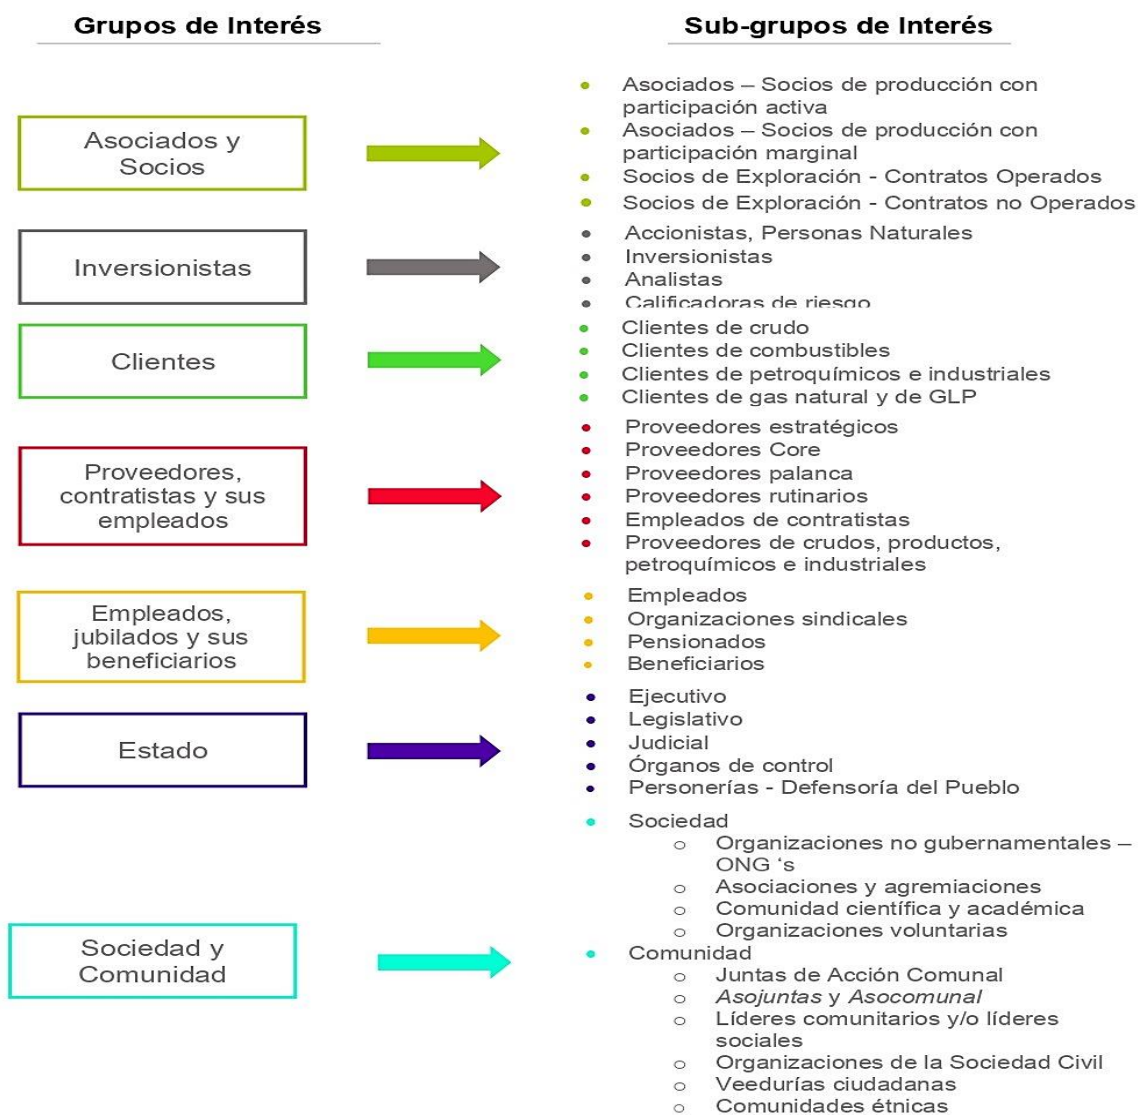 Grupos de Interés
Sub-grupos de Interés
Asociados y
Socios
Asociados – Socios de producción con
participación activa
Asociados – Socios de producción con
participación marginal
Socios de Exploración - Contratos Operados
Socios de Exploración - Contratos no Operados
Inversionistas
Accionistas, Personas Naturales
Inversionistas
Analistas
Calificadoras de riesgo
Clientes
Clientes de crudo
Clientes de combustibles
Clientes de petroquímicos e industriales
Clientes de gas natural y de GLP
Proveedores,
contratistas y sus
empleados
Proveedores estratégicos
Proveedores Core
Proveedores palanca
Proveedores rutinarios
Empleados de contratistas
Proveedores de crudos, productos,
petroquímicos e industriales
Empleados,
jubilados y sus
beneficiarios
Empleados
Organizaciones sindicales
Pensionados
Beneficiarios
Estado
Ejecutivo
Legislativo
Judicial
Órganos de control
Personerías - Defensoría del Pueblo
Sociedad y
Comunidad
Sociedad
Organizaciones no gubernamentales –
ONG ‘s
Asociaciones y agremiaciones
Comunidad científica y académica
Organizaciones voluntarias
Comunidad
Juntas de Acción Comunal
Asojuntas y Asocomunal
Líderes comunitarios y/o líderes
sociales
Organizaciones de la Sociedad Civil
Veedurías ciudadanas
Comunidades étnicas